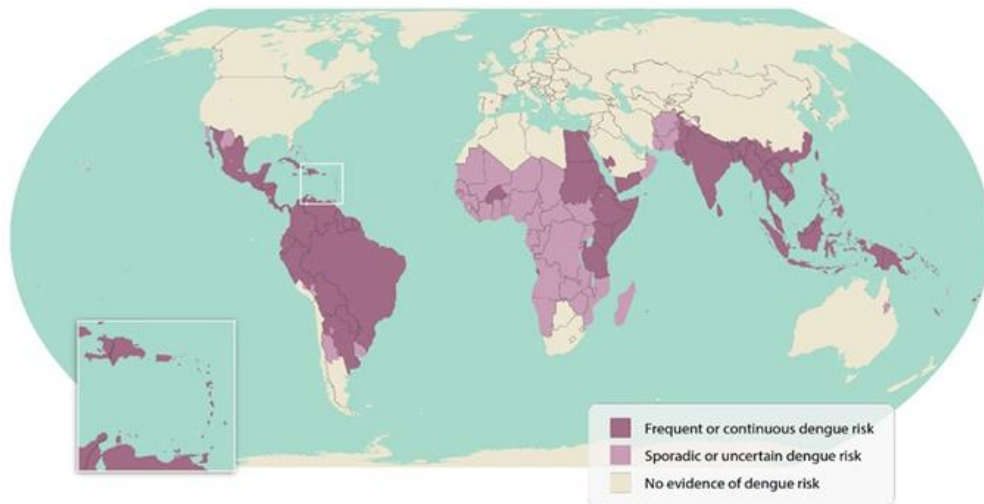 Frequent or continuous dengue risk
Sporadic or uncertain dengue risk
No evidence of dengue risk